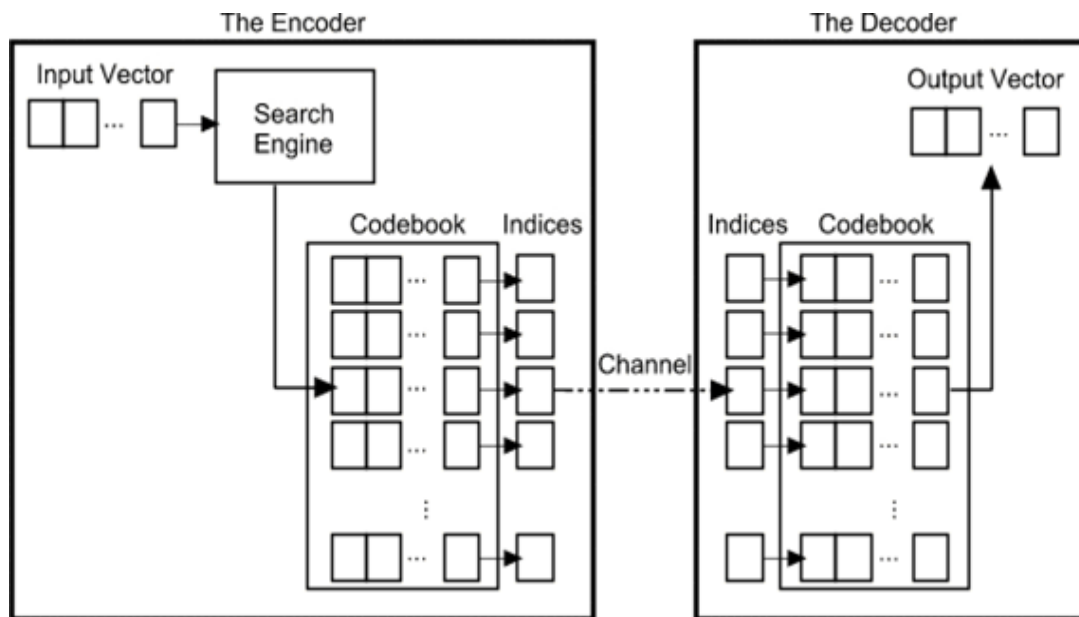 The Encoder
The Decoder
Input Vector
Output Vector
...
Search
Engine
...
Codebook
Indices
Indices
Codebook
...
...
...
...
Channel
...
...
...
...
...
...
...
...